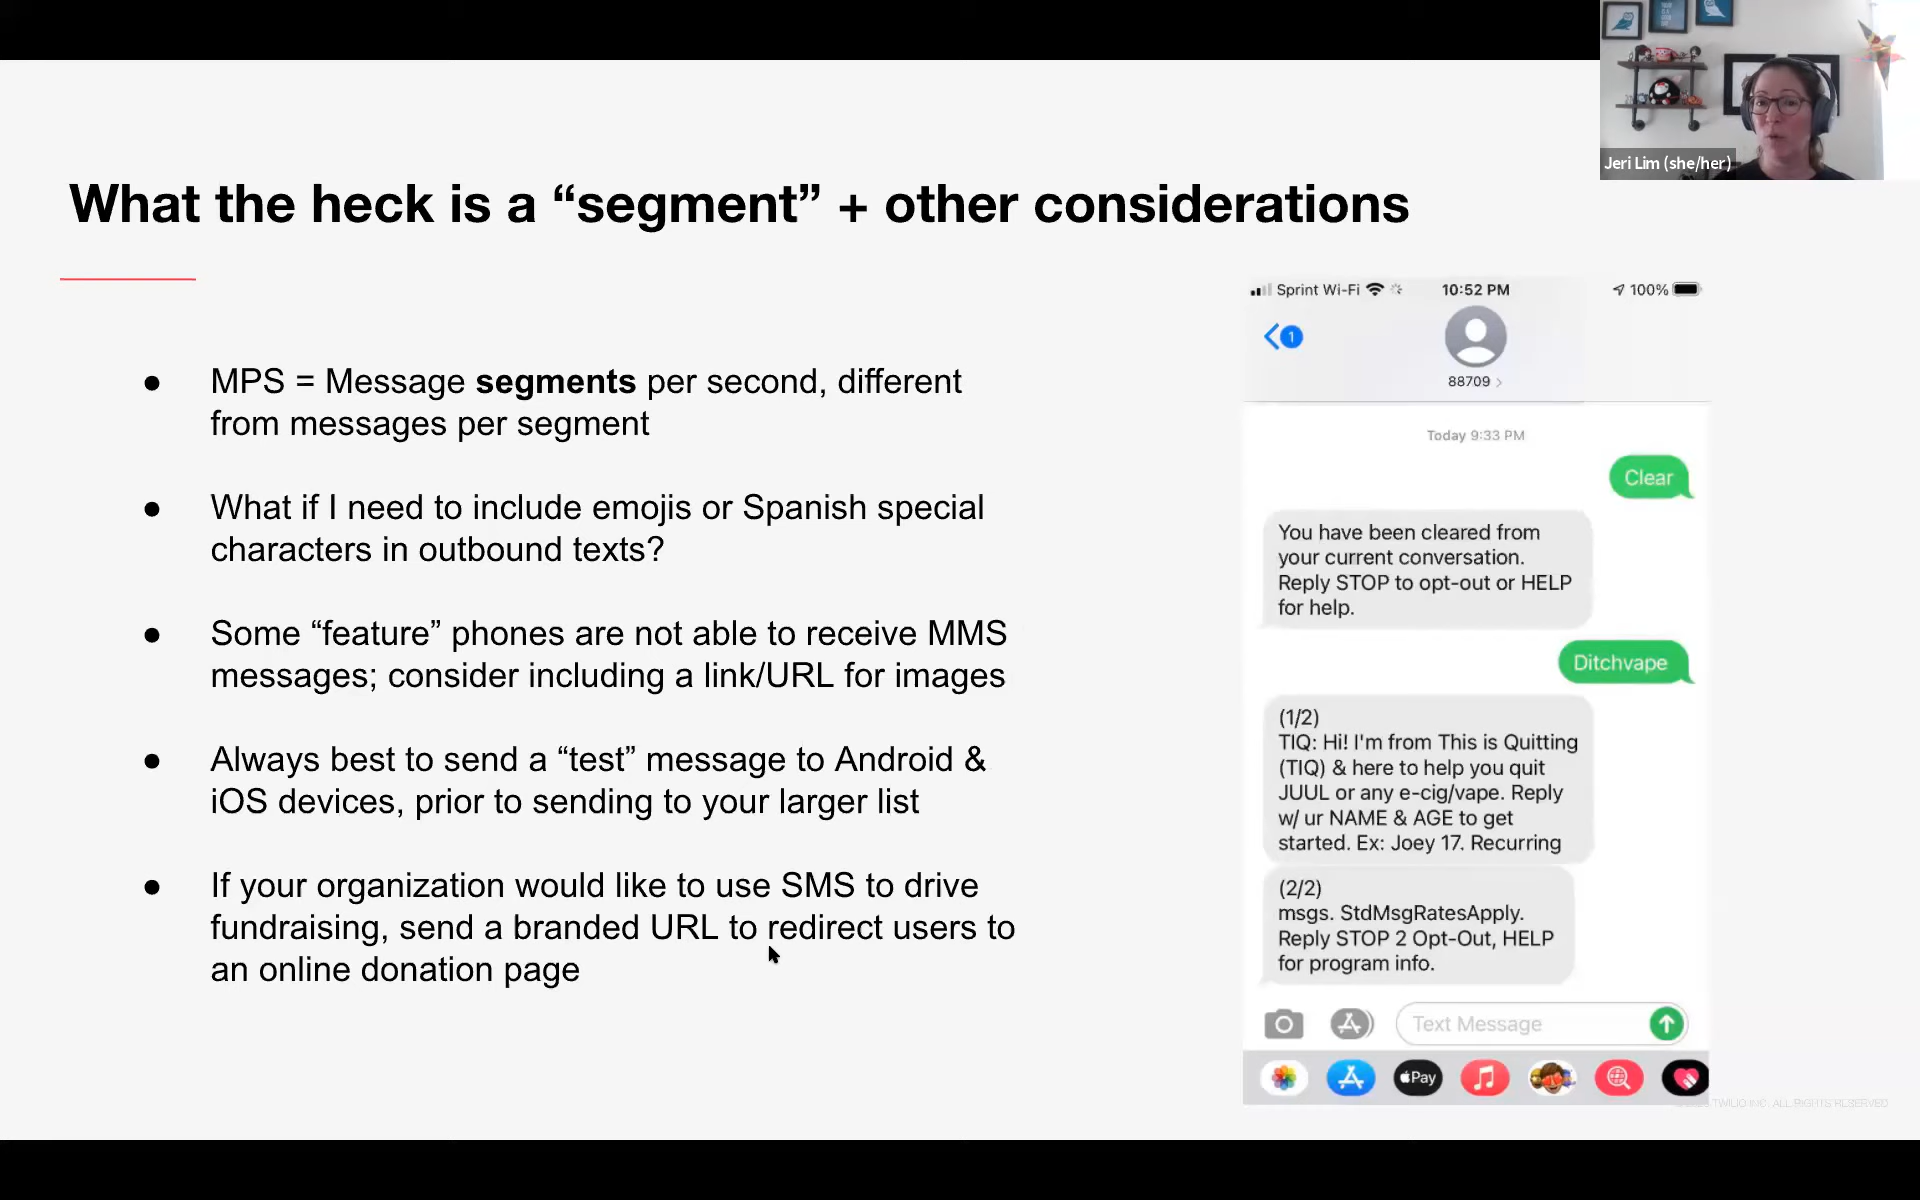 Jeri Lim (she/her)
What the heck is a “segment” + other considerations
● MPS = Message segments per second, different
from messages per segment
● What if I need to include emojis or Spanish special
characters in outbound texts?
● Some “feature” phones are not able to receive MMS
messages; consider including a link/URL for images
● Always best to send a “test” message to Android &
iOS devices, prior to sending to your larger list
● If your organization would like to use SMS to drive
fundraising, send a branded URL to redirect users to
an online donation page
Sprint Wi-Fi 10:52 PM 100%
1
88709
Today 9:33 PM
Clear
You have been cleared from
your current conversation.
Reply STOP to opt-out or HELP
for help.
Ditchvape
(1/2)
TIQ: Hi! I'm from This is Quitting
(TIQ) & here to help you quit
JUUL or any e-cig/vape. Reply
w/ ur NAME & AGE to get
started. Ex: Joey 17. Recurring
(2/2)
msgs. StdMsgRatesApply.
Reply STOP 2 Opt-Out, HELP
for program info.
Text Message
Pay
TWILIO INC. ALL RIGHTS RESERVED